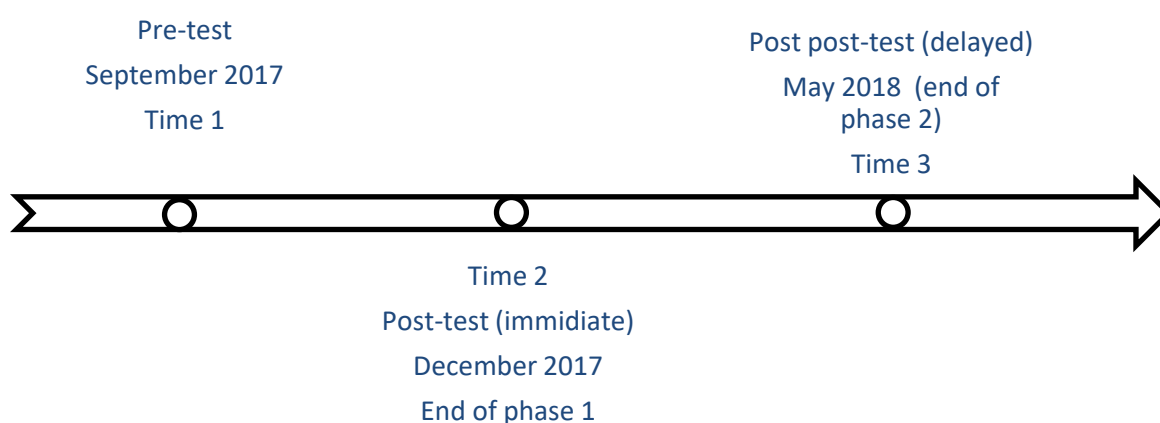 Pre-test
September 2017
Time 1
Post post-test (delayed)
May 2018 (end of
phase 2)
Time 3
Time 2
Post-test (immidiate)
December 2017
End of phase 1